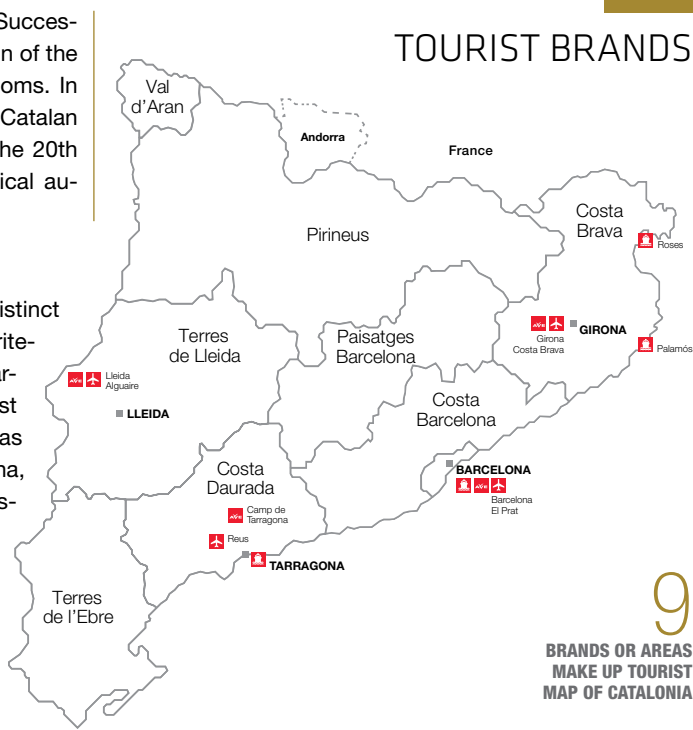 Succes-
n of the
oms. In
Catalan
he 20th
ical au-
istinct
rite-
ar-
st
as
na,
s-
TOURIST BRANDS
Val
d'Aran
Andorra
France
Pirineus
Costa
Brava
Roses
Terres
de Lleida
Paisatges
Barcelona
Girona
Costa Brava
GIRONA
Palamós
Lleida
Alguaire
LLEIDA
Costa
Barcelona
BARCELONA
Barcelona
El Prat
Costa
Daurada
Camp de
Tarragona
Reus
TARRAGONA
Terres
de l'Ebre
9
BRANDS OR AREAS
MAKE UP TOURIST
MAP OF CATALONIA